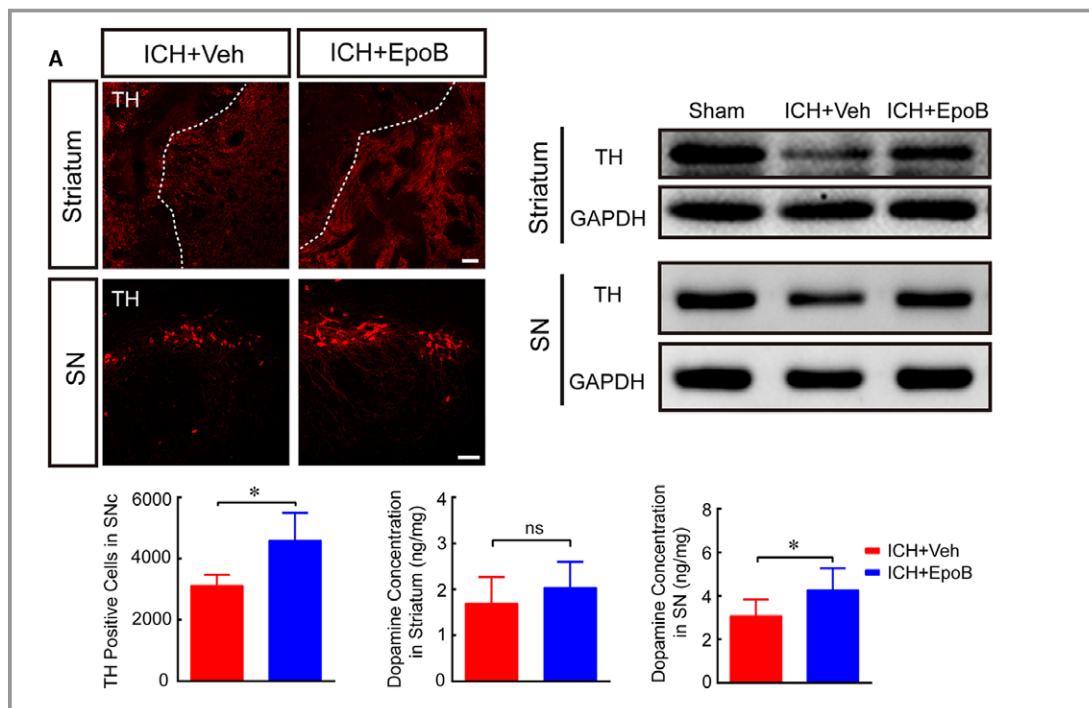 A
ICH+Veh
ICH+EpoB
Striatum
TH
SN
TH
Sham ICH+Veh ICH+EpoB
Striatum
TH
GAPDH
SN
TH
GAPDH
TH Positive Cells in SNc
6000
4000
2000
0
*
Dopamine Concentration
in Striatum (ng/mg)
4
3
2
1
0
ns
Dopamine Concentration
in SN (ng/mg)
8
6
4
2
0
*
ICH+Veh
ICH+EpoB